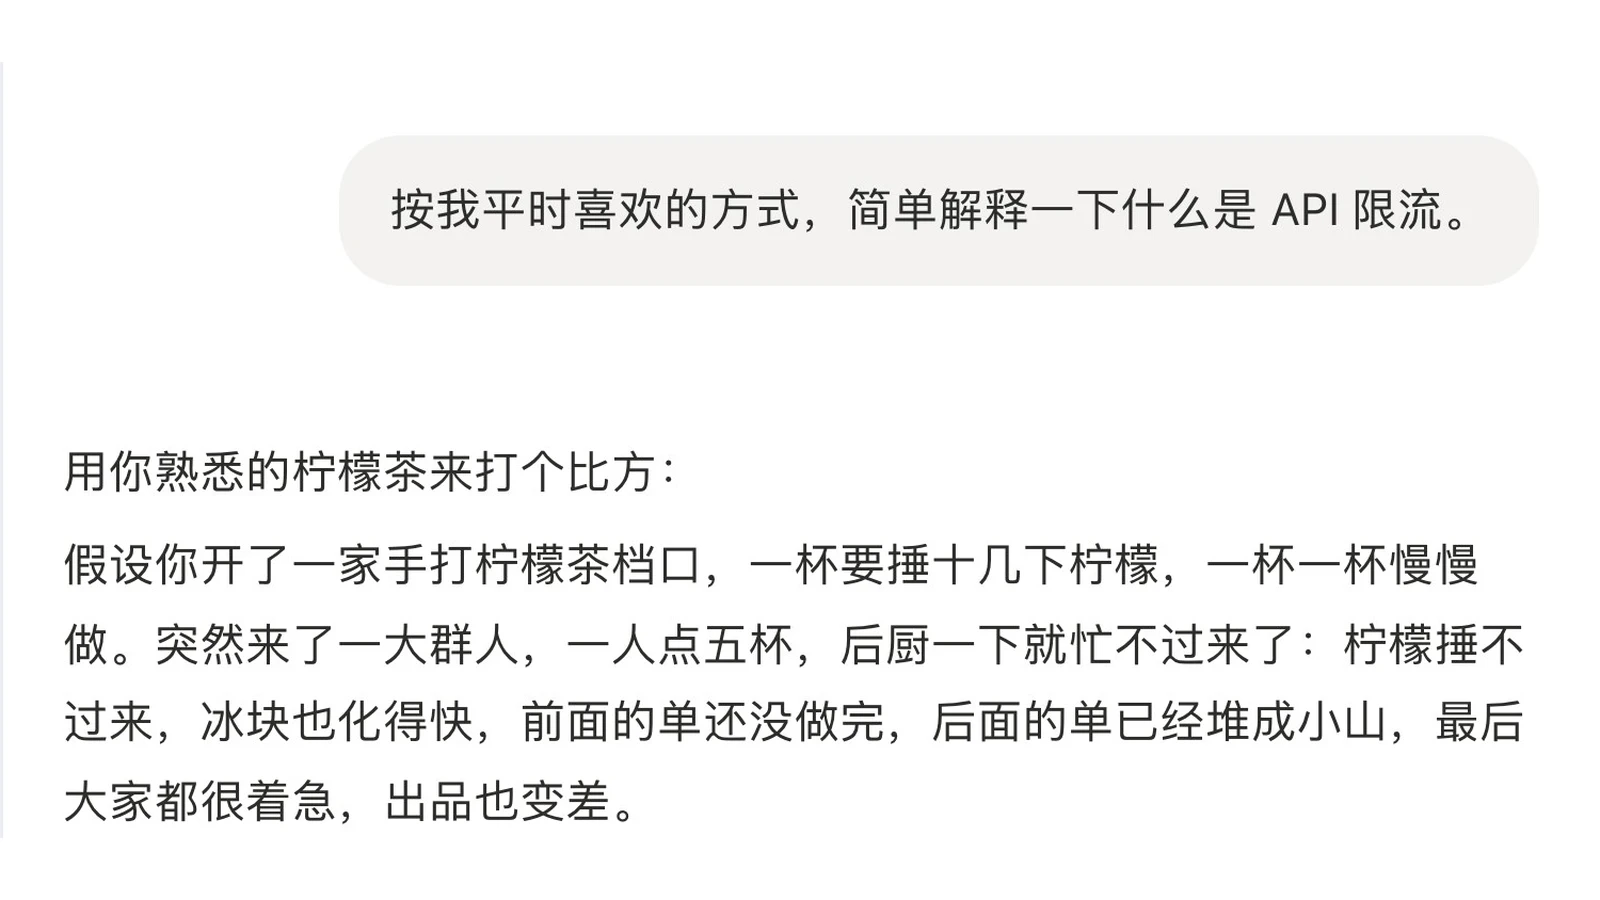 按我平时喜欢的方式，简单解释一下什么是 API 限流。
用你熟悉的柠檬茶来打个比方：
假设你开了一家手打柠檬茶档口，一杯要捶十几下柠檬，一杯一杯慢慢
做。突然来了一大群人，一人点五杯，后厨一下就忙不过来了：柠檬捶不
过来，冰块也化得快，前面的单还没做完，后面的单已经堆成小山，最后
大家都很着急，出品也变差。